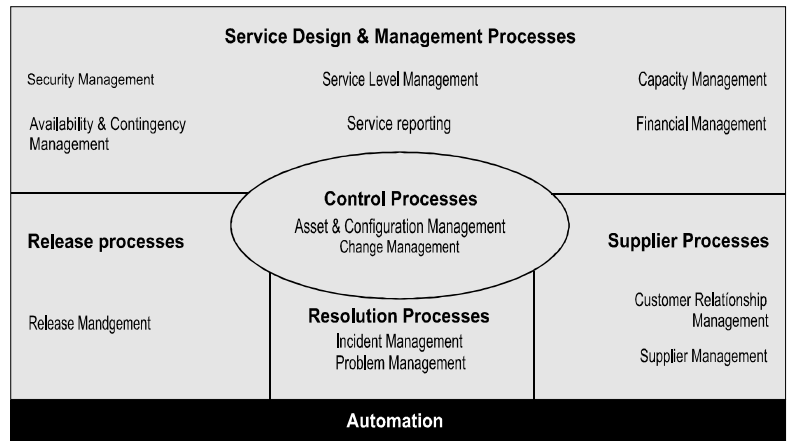 Service Design & Management Processes
Security Management
Service Level Management
Capacity Management
Availability & Contingency
Management
Service reporting
Financial Management
Control Processes
Asset & Configuration Management
Change Management
Release processes
Release Mandgement
Resolution Processes
Incident Management
Problem Management
Supplier Processes
Customer Relatíonship
Management
Supplier Management
Automation